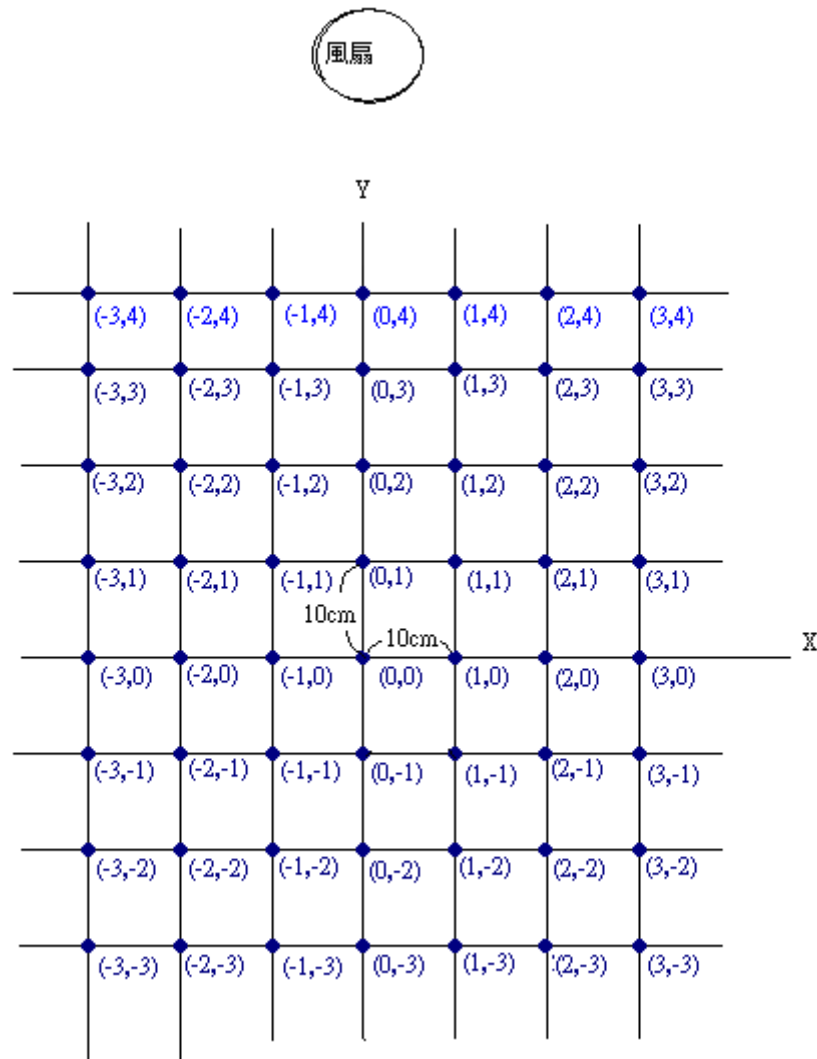 風扇
Y
(-3,4) (-2,4) (-1,4) (0,4) (1,4) (2,4) (3,4)
(-3,3) (-2,3) (-1,3) (0,3) (1,3) (2,3) (3,3)
(-3,2) (-2,2) (-1,2) (0,2) (1,2) (2,2) (3,2)
(-3,1) (-2,1) (-1,1) (0,1) (1,1) (2,1) (3,1)
10cm
10cm
X
(-3,0) (-2,0) (-1,0) (0,0) (1,0) (2,0) (3,0)
(-3,-1) (-2,-1) (-1,-1) (0,-1) (1,-1) (2,-1) (3,-1)
(-3,-2) (-2,-2) (-1,-2) (0,-2) (1,-2) (2,-2) (3,-2)
(-3,-3) (-2,-3) (-1,-3) (0,-3) (1,-3) (2,-3) (3,-3)